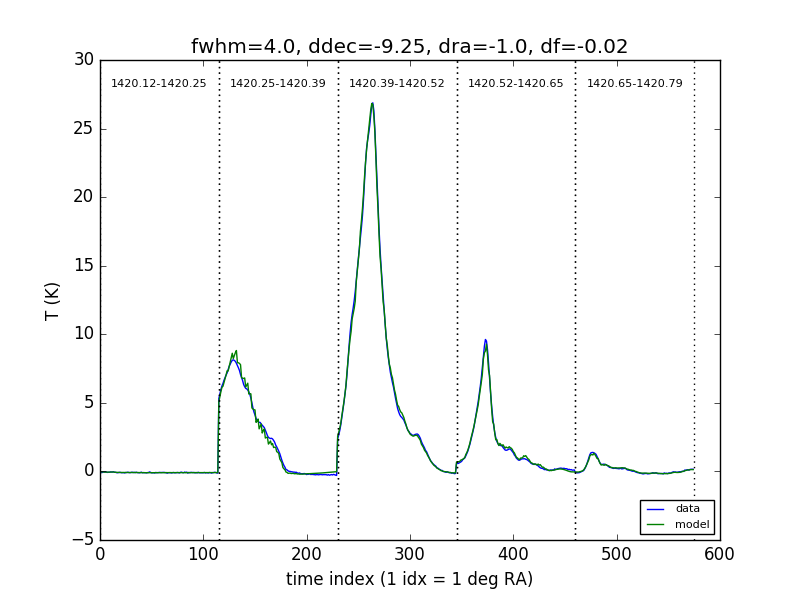 fwhm=4.0, ddec=-9.25, dra=-1.0, df=-0.02
30
25
20
15
10
5
0
−5
T (K)
1420.12-1420.25 1420.25-1420.39 1420.39-1420.52 1420.52-1420.65 1420.65-1420.79
data
model
0 100 200 300 400 500 600
time index (1 idx = 1 deg RA)